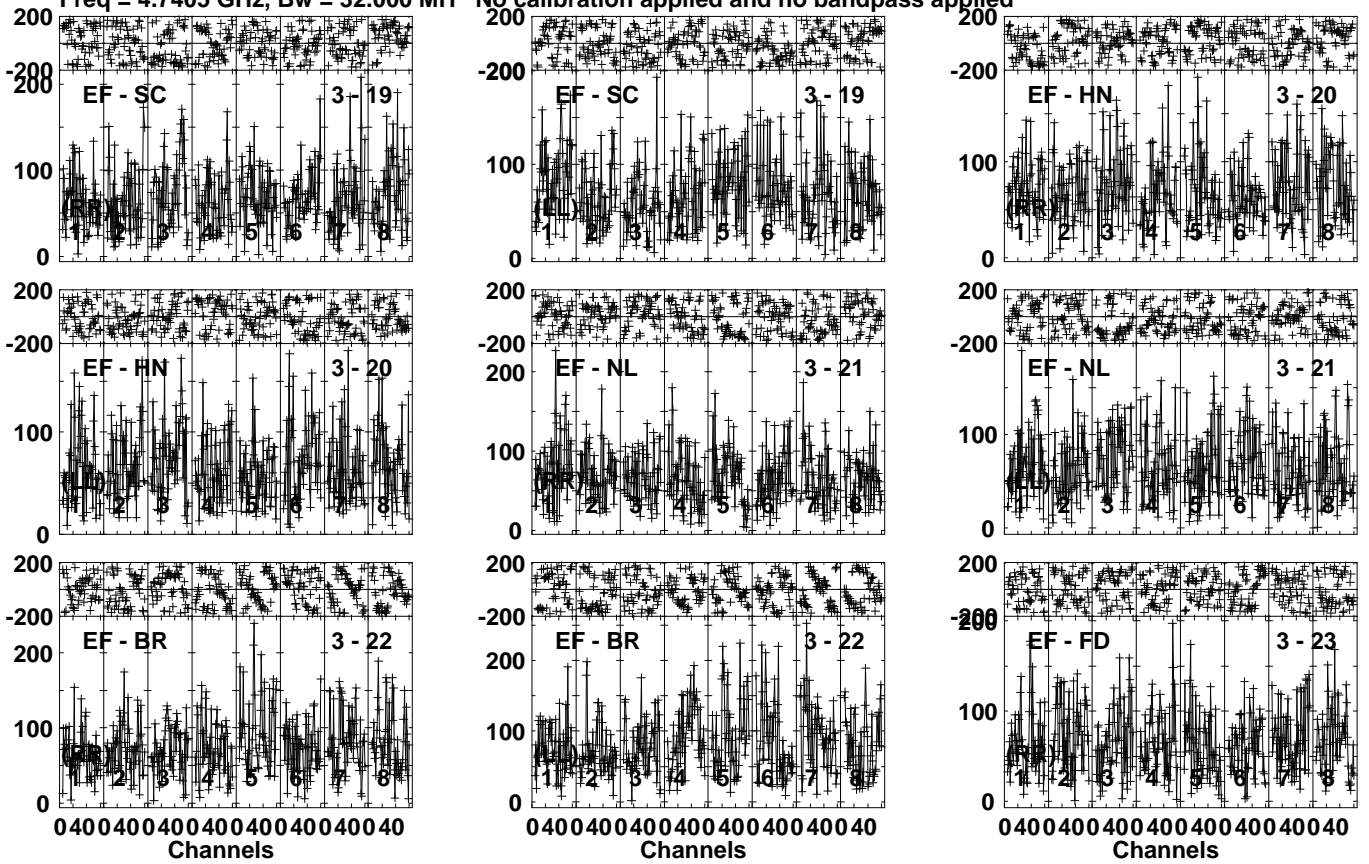 Freq = 4.7405 GHz, Bw = 32.000 MH No calibration applied and no bandpass applied
200 200 200
-200 -200 -200
200
EF - SC 3 - 19 EF - SC 3 - 19 EF - HN 3 - 20
100 100 100
(RR) (LL) (RR)
1 2 3 4 5 6 7 8 1 2 3 4 5 6 7 8 1 2 3 4 5 6 7 8
0 0 0
200 200 200
-200 -200 -200
EF - HN 3 - 20 EF - NL 3 - 21 EF - NL 3 - 21
200
100 100 100
(LL) (RR) (LL)
1 2 3 4 5 6 7 8 1 2 3 4 5 6 7 8 1 2 3 4 5 6 7 8
0 0 0
200 200 200
-200 -200 -200
200
EF - BR 3 - 22 EF - BR 3 - 22 EF - FD 3 - 23
200 200
100 100 100
(RR) (LL) (RR)
1 2 3 4 5 6 7 8 1 2 3 4 5 6 7 8 1 2 3 4 5 6 7 8
0 0 0
0 40 0 40 0 40 0 40 0 40 0 40 0 40 0 40 0 40 0 40 0 40 0 40 0 40 0 40 0 40 0 40 0 40 0 40 0 40 0 40 0 40 0 40 0 40 0 40
Channels Channels Channels